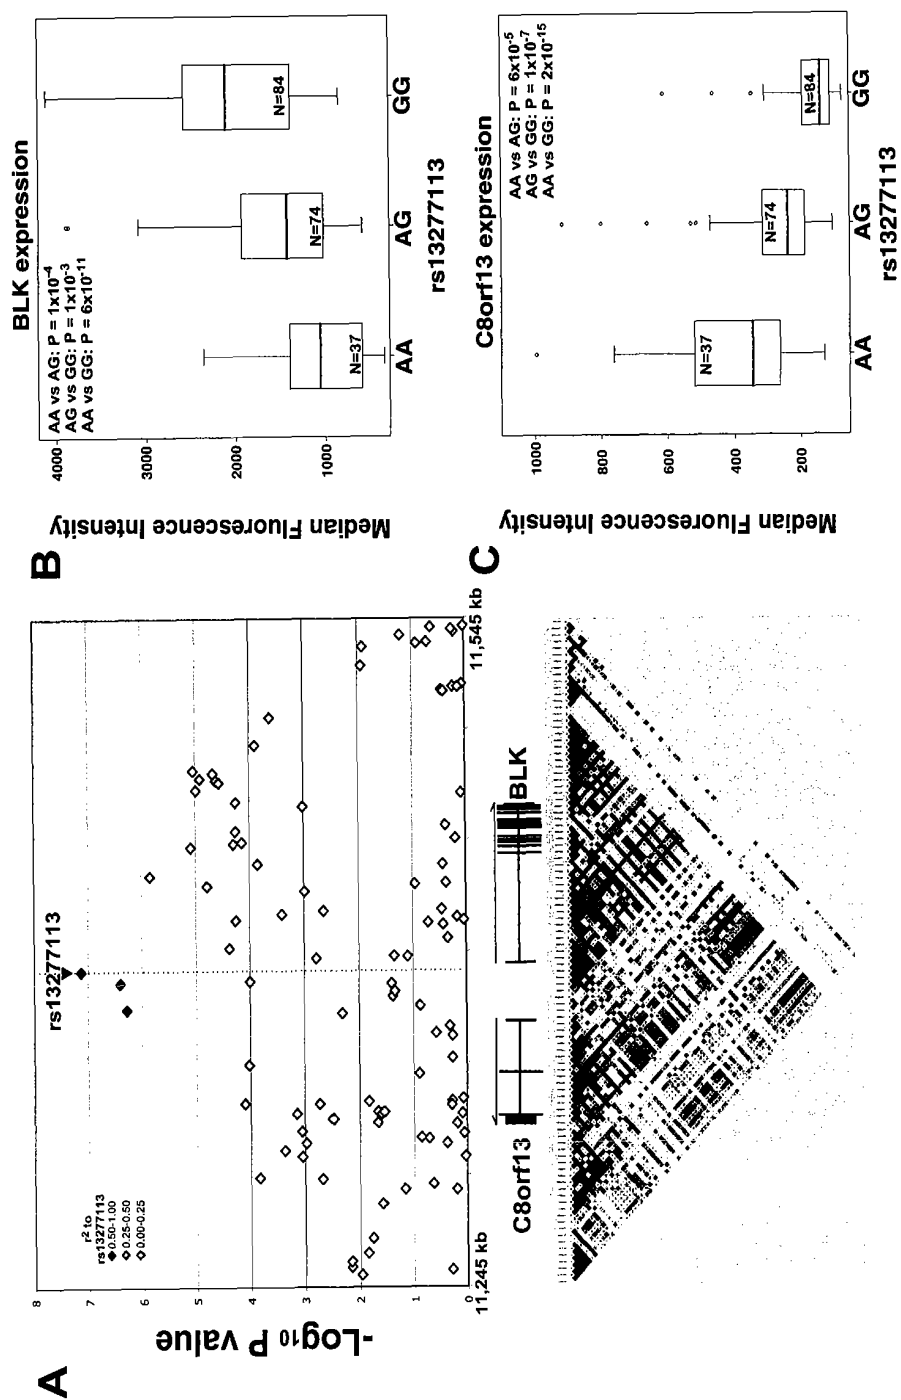 A
-Log10 P value
8
7
6
5
4
3
2
1
0
r² to
rs13277113
0.50-1.00
0.25-0.50
0.00-0.25
rs13277113
11,245 kb
11,545 kb
C8orf13
BLK
B
BLK expression
Median Fluorescence Intensity
4000
3000
2000
1000
AA vs AG: P = 1x10⁻⁴
AG vs GG: P = 1x10⁻³
AA vs GG: P = 6x10⁻¹¹
N=37
N=74
N=84
AA
AG
GG
rs13277113
C
C8orf13 expression
Median Fluorescence Intensity
1000
800
600
400
200
AA vs AG: P = 6x10⁻⁵
AG vs GG: P = 1x10⁻⁷
AA vs GG: P = 2x10⁻¹⁵
N=37
N=74
N=84
AA
AG
GG
rs13277113